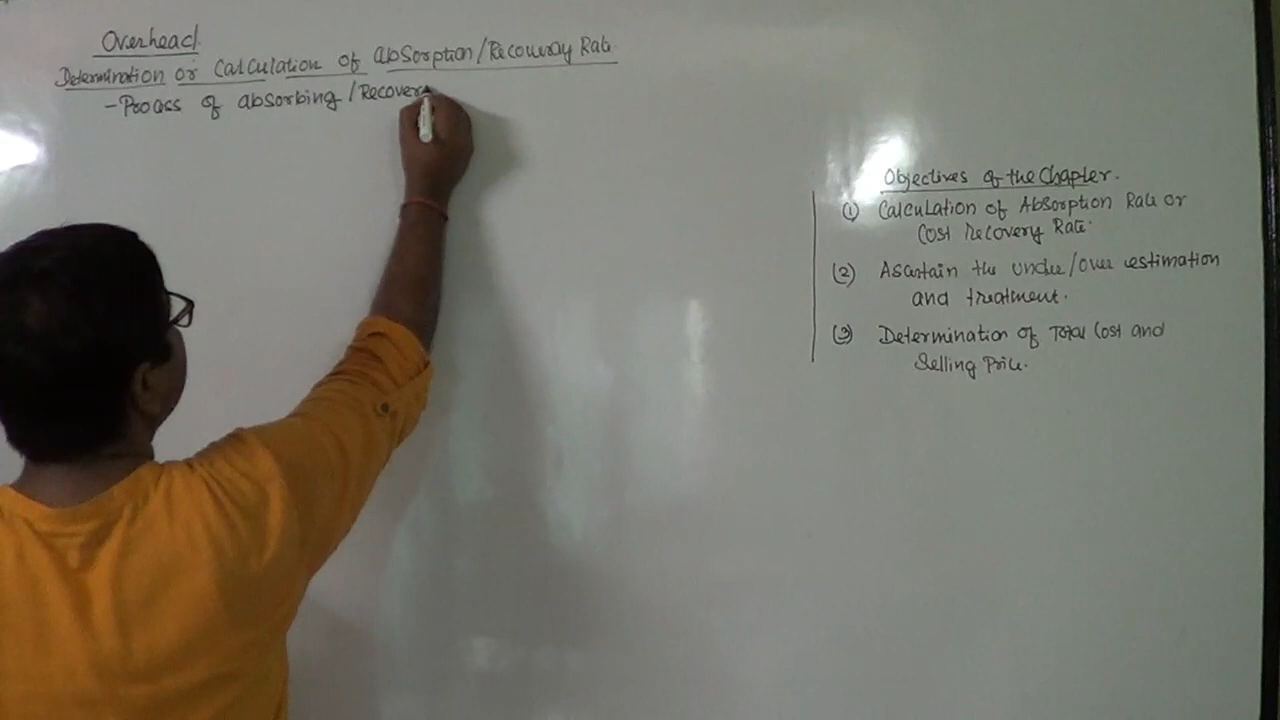 Overhead
Determination or Calculation of Absorption/Recovery Rate
- Process of absorbing/Recover
Objectives of the Chapter.
(1) Calculation of Absorption Rate or
Cost Recovery Rate.
(2) Ascertain the under/over estimation
and treatment.
(3) Determination of Total Cost and
Selling Price.